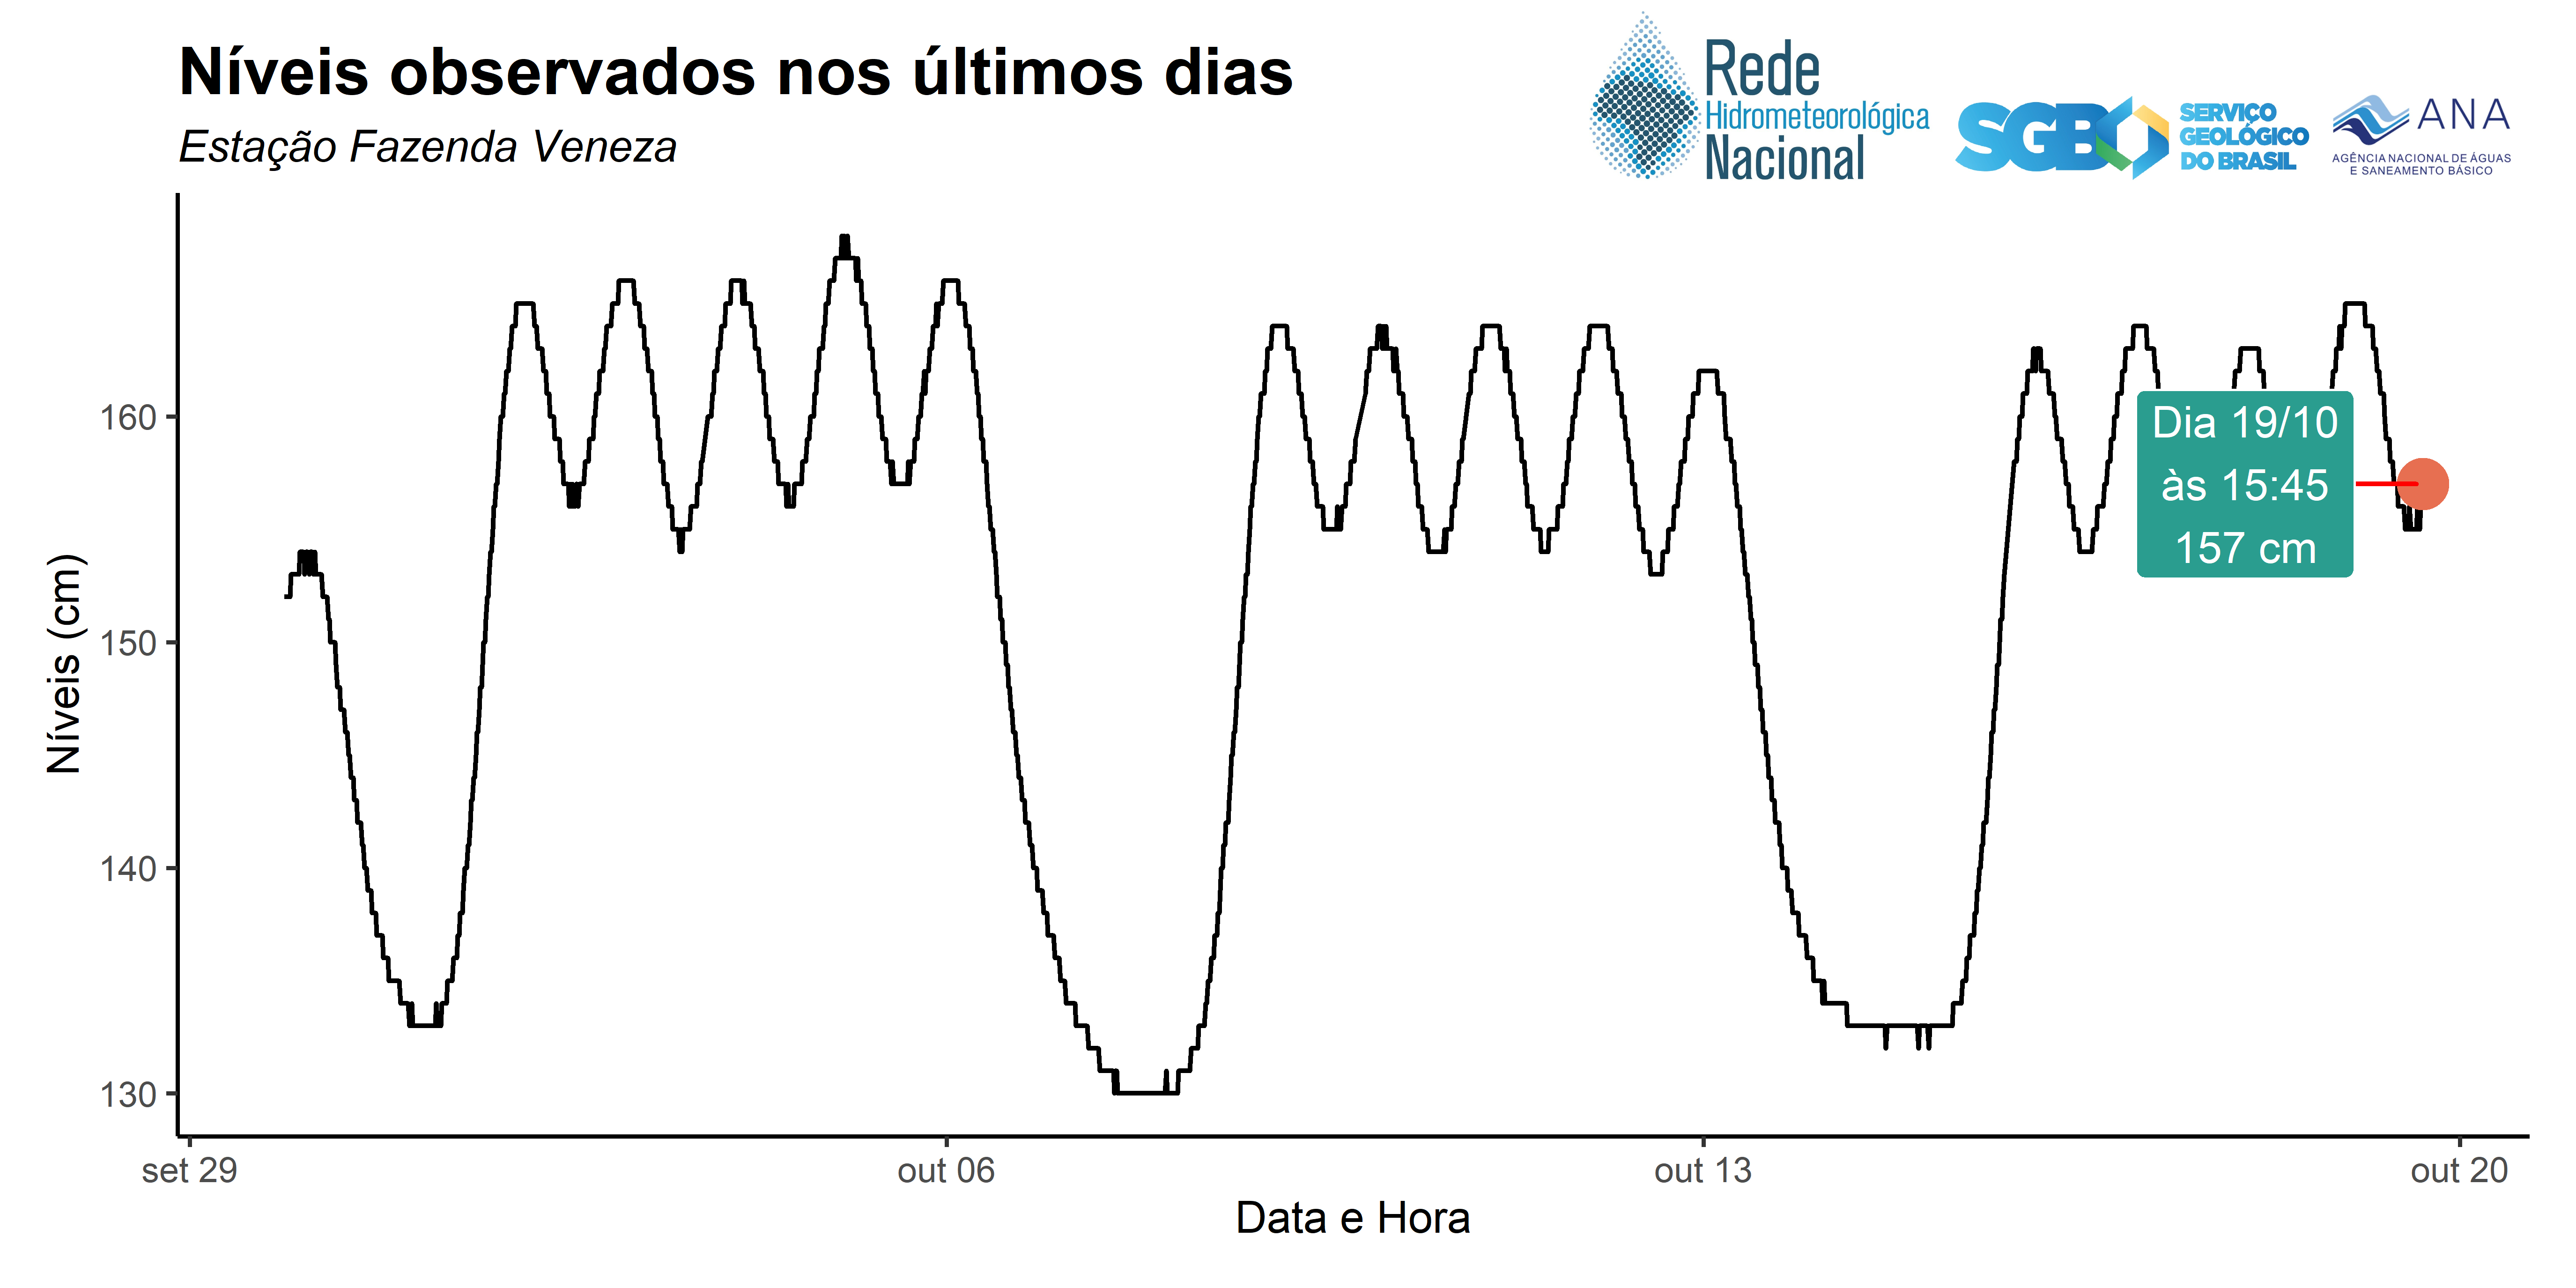 Níveis observados nos últimos dias
Estação Fazenda Veneza
Rede
Hidrometeorológica
Nacional
SGB
SERVIÇO
GEOLÓGICO
DO BRASIL
ANA
AGÊNCIA NACIONAL DE ÁGUAS
E SANEAMENTO BÁSICO
Níveis (cm)
160
150
140
130
Dia 19/10
às 15:45
157 cm
set 29
out 06
out 13
out 20
Data e Hora